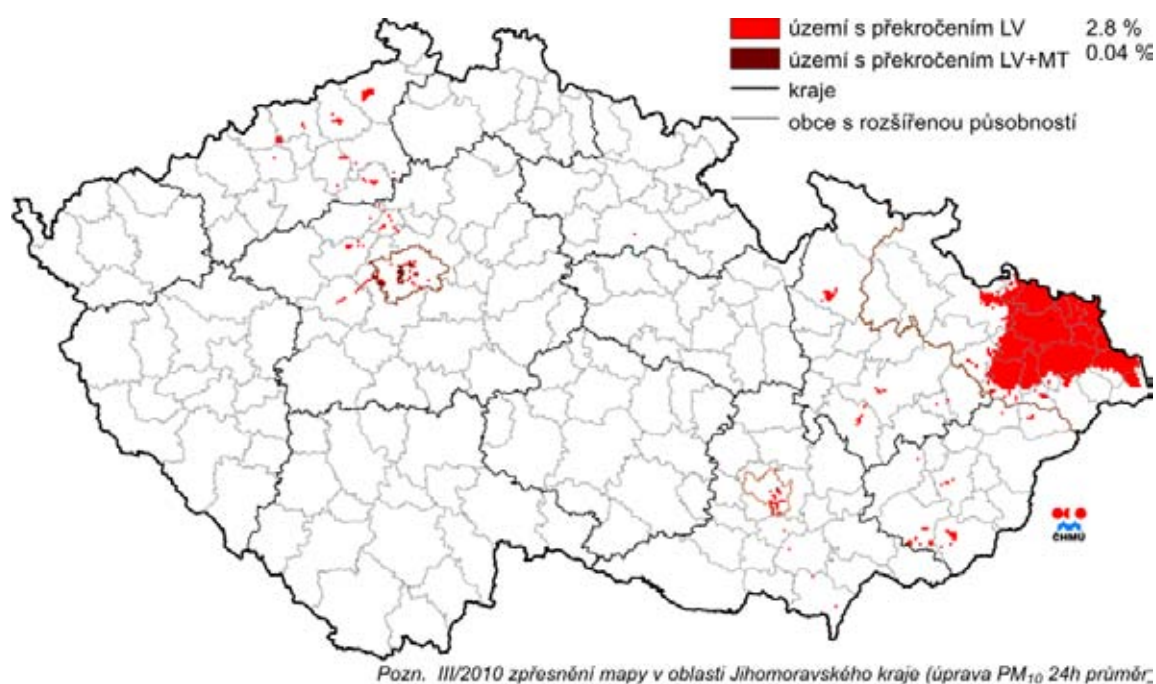 území s překročením LV 2.8 %
území s překročením LV+MT 0.04 %
kraje
obce s rozšířenou působností
ČHMÚ
Pozn. III/2010 zpřesnění mapy v oblasti Jihomoravského kraje (úprava PM₁₀ 24h průměr_